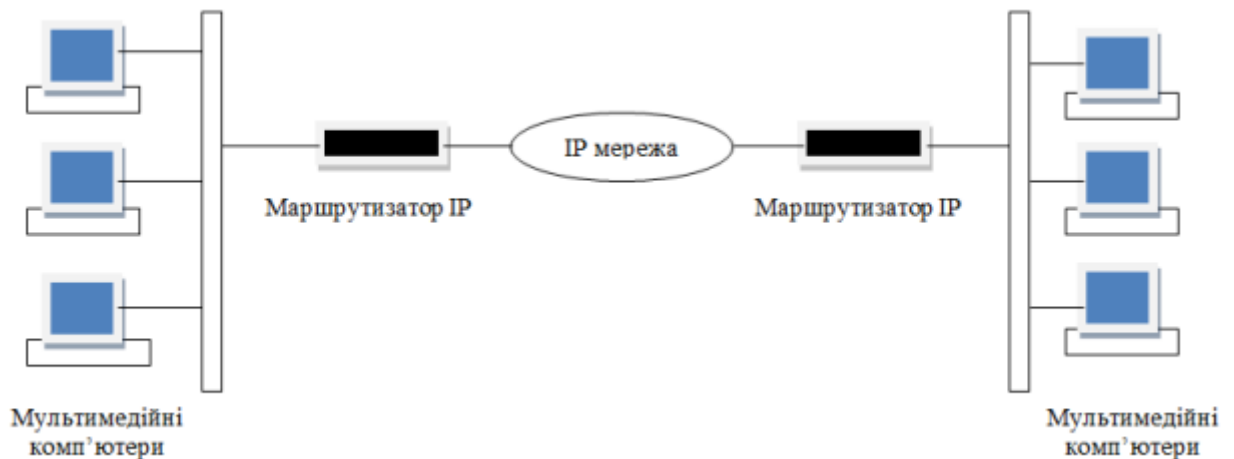 IP мережа
Маршрутизатор IP
Маршрутизатор IP
Мультимедійні
комп’ютери
Мультимедійні
комп’ютери